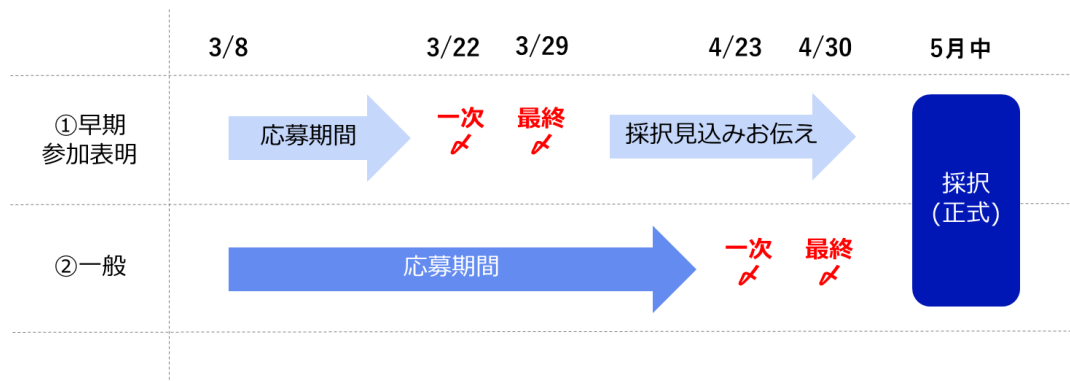 3/8
3/22
3/29
4/23
4/30
5月中
①早期
参加表明
応募期間
一次
〆
最終
〆
採択見込みお伝え
採択
(正式)
②一般
応募期間
一次
〆
最終
〆